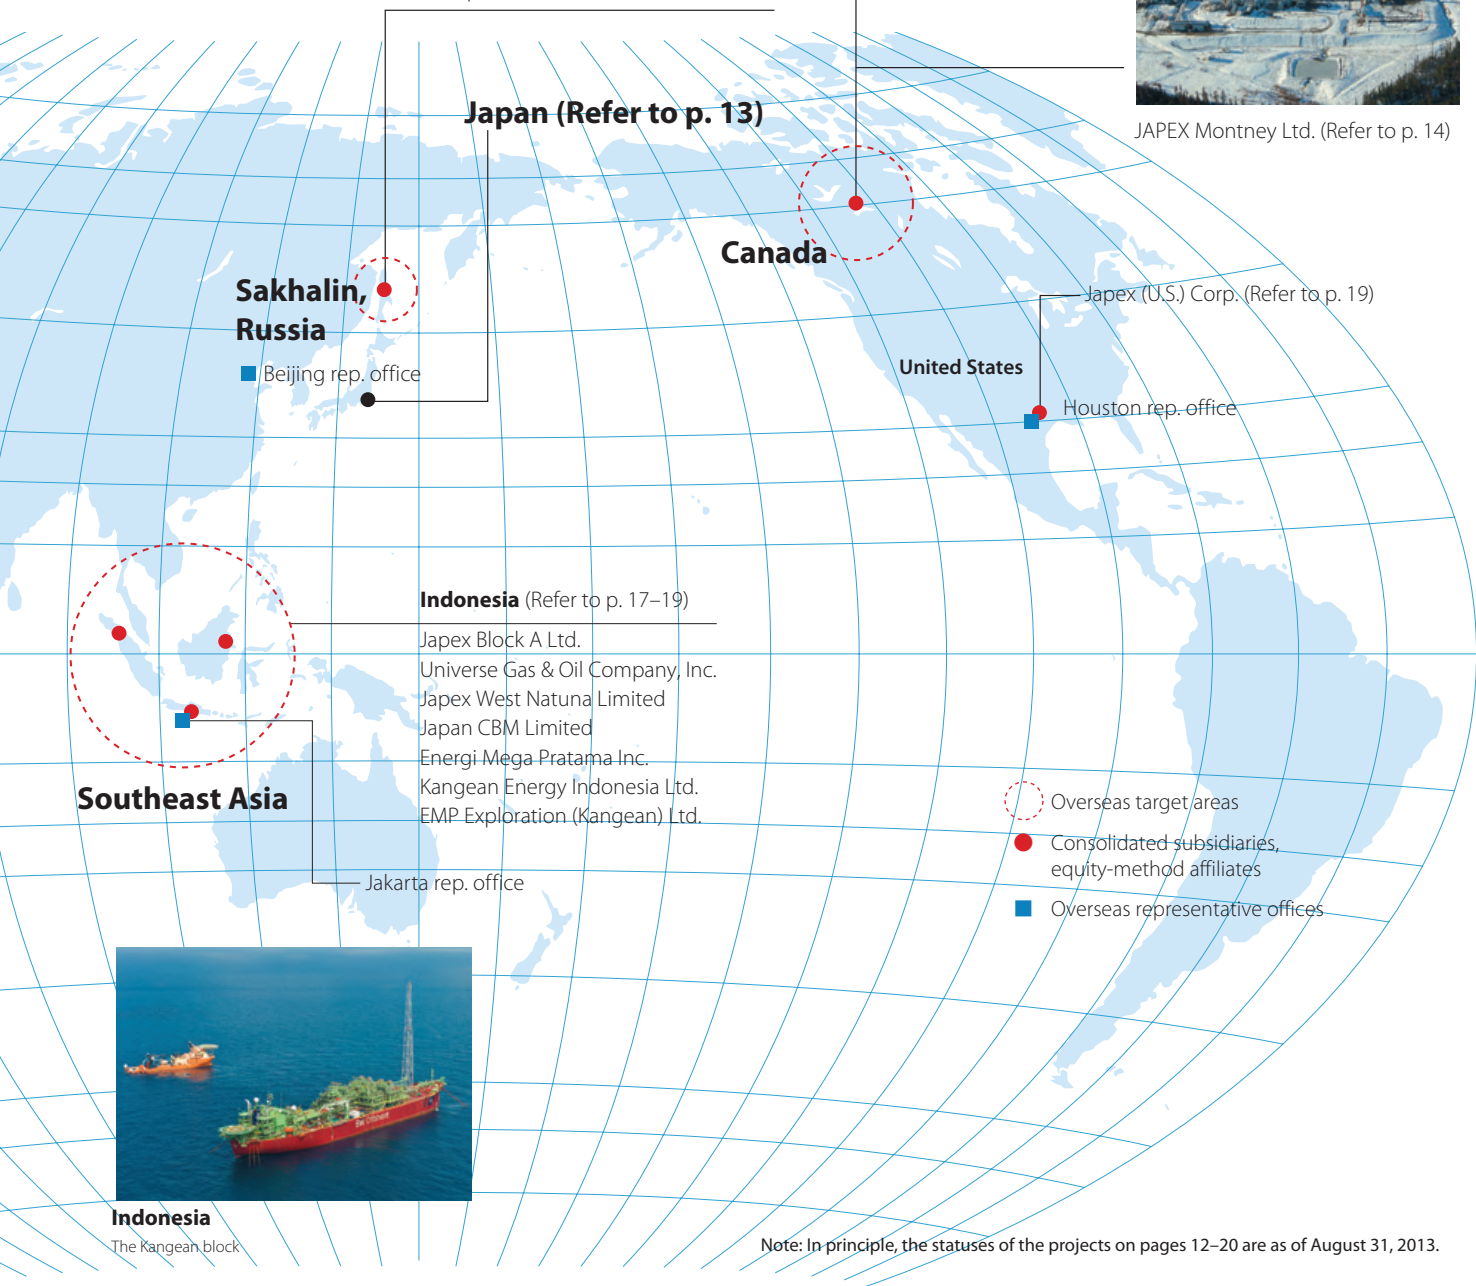 Japan (Refer to p. 13)
JAPEX Montney Ltd. (Refer to p. 14)
Canada
Sakhalin,
Russia
Beijing rep. office
Japex (U.S.) Corp. (Refer to p. 19)
United States
Houston rep. office
Indonesia (Refer to p. 17–19)
Japex Block A Ltd.
Universe Gas & Oil Company, Inc.
Japex West Natuna Limited
Japan CBM Limited
Energi Mega Pratama Inc.
Kangean Energy Indonesia Ltd.
EMP Exploration (Kangean) Ltd.
Southeast Asia
Jakarta rep. office
Overseas target areas
Consolidated subsidiaries,
equity-method affiliates
Overseas representative offices
BW Offshore
Indonesia
The Kangean block
Note: In principle, the statuses of the projects on pages 12–20 are as of August 31, 2013.